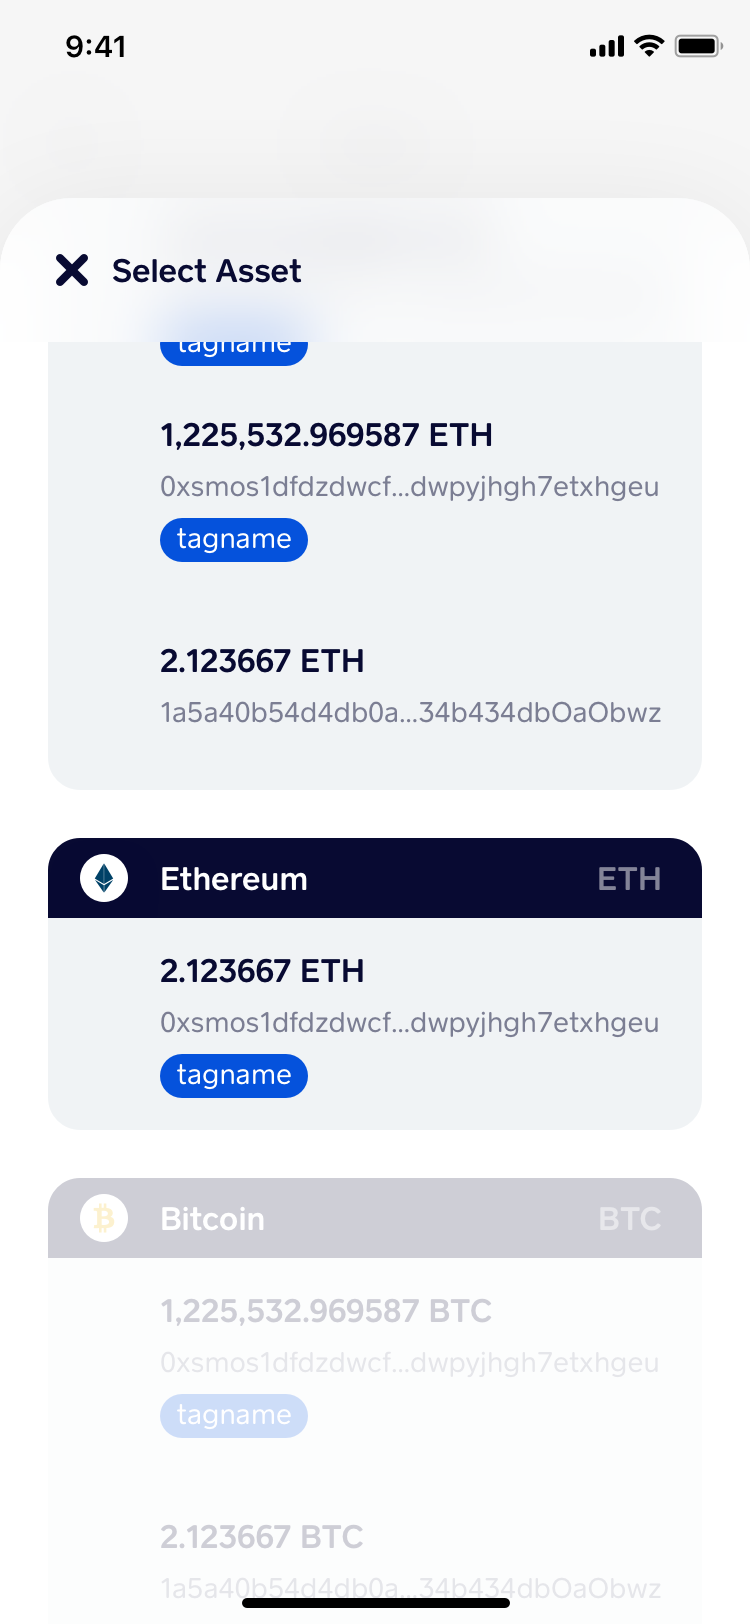 9:41
Select Asset
tagname
1,225,532.969587 ETH
0xsmos1dfdzdwcf...dwpyjhgh7etxhgeu
tagname
2.123667 ETH
1a5a40b54d4db0a...34b434dbOaObwz
Ethereum ETH
2.123667 ETH
0xsmos1dfdzdwcf...dwpyjhgh7etxhgeu
tagname
Bitcoin BTC
1,225,532.969587 BTC
0xsmos1dfdzdwcf...dwpyjhgh7etxhgeu
tagname
2.123667 BTC
1a5a40b54d4db0a...34b434dbOaObwz